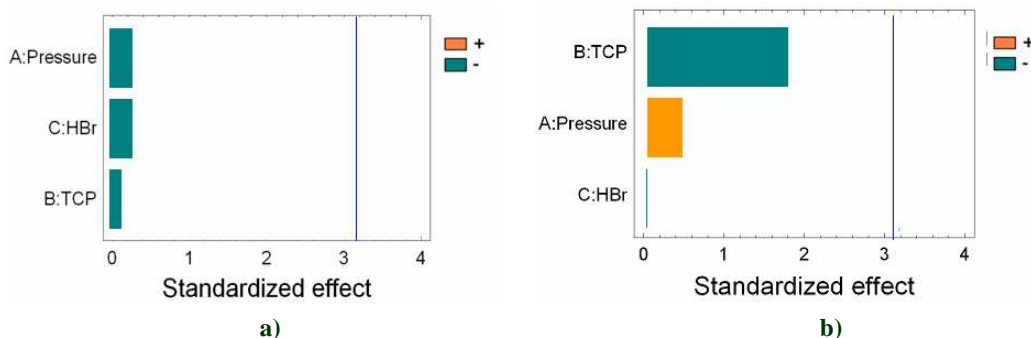 A:Pressure
C:HBr
B:TCP
+
-
0 1 2 3 4
Standardized effect
a)
B:TCP
A:Pressure
C:HBr
+
-
0 1 2 3 4
Standardized effect
b)